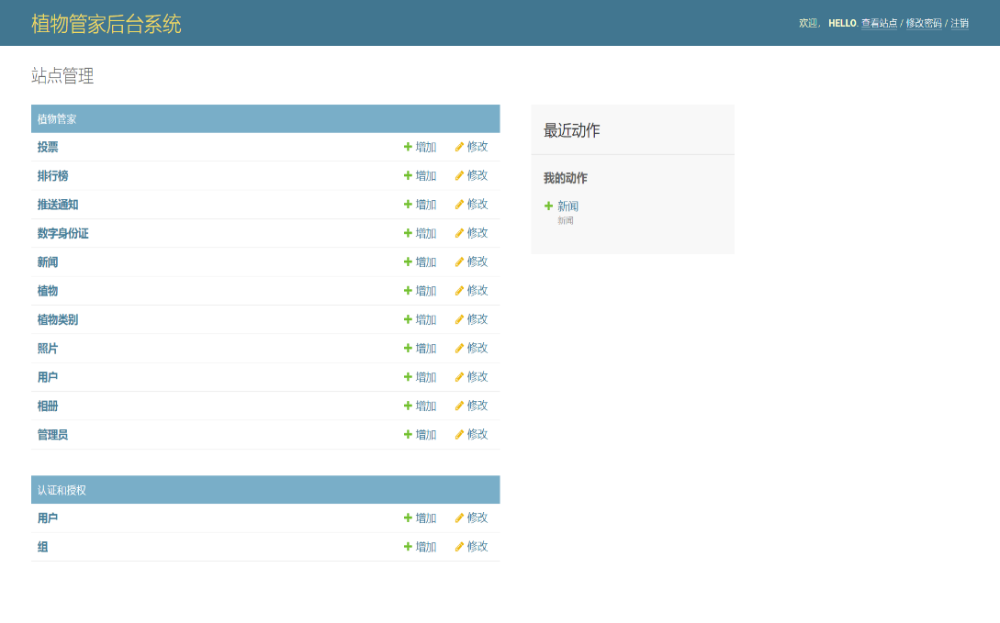 植物管家后台系统
欢迎， HELLO. 查看站点 / 修改密码 / 注销
站点管理
植物管家
投票 增加 修改
排行榜 增加 修改
推送通知 增加 修改
数字身份证 增加 修改
新闻 增加 修改
植物 增加 修改
植物类别 增加 修改
照片 增加 修改
用户 增加 修改
相册 增加 修改
管理员 增加 修改
认证和授权
用户 增加 修改
组 增加 修改
最近动作
我的动作
新闻
新闻